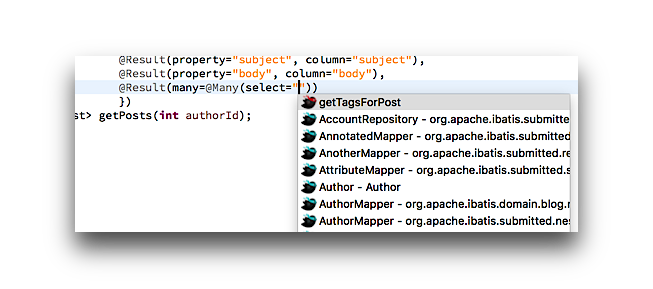 @Result(property="subject", column="subject"),
@Result(property="body", column="body"),
@Result(many=@Many(select=""))
})
st> getPosts(int authorId);
getTagsForPost
AccountRepository - org.apache.ibatis.submitte
AnnotatedMapper - org.apache.ibatis.submitted
AnotherMapper - org.apache.ibatis.submitted.re
AttributeMapper - org.apache.ibatis.submitted.s
Author - Author
AuthorMapper - org.apache.ibatis.domain.blog.r
AuthorMapper - org.apache.ibatis.submitted.nes